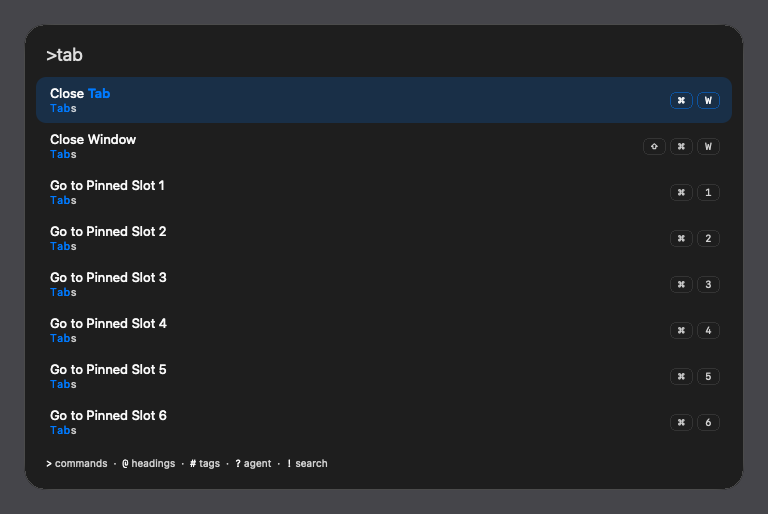 >tab
Close Tab
Tabs
⌘ W
Close Window
Tabs
⇧ ⌘ W
Go to Pinned Slot 1
Tabs
⌘ 1
Go to Pinned Slot 2
Tabs
⌘ 2
Go to Pinned Slot 3
Tabs
⌘ 3
Go to Pinned Slot 4
Tabs
⌘ 4
Go to Pinned Slot 5
Tabs
⌘ 5
Go to Pinned Slot 6
Tabs
⌘ 6
> commands · @ headings · # tags · ? agent · ! search